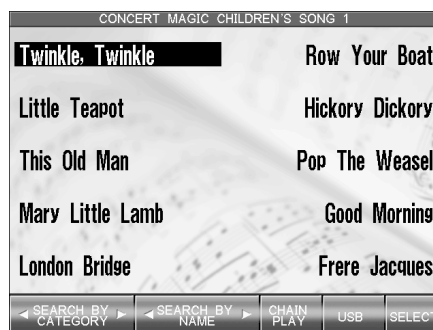 CONCERT MAGIC CHILDREN'S SONG 1
Twinkle, Twinkle
Row Your Boat
Little Teapot
Hickory Dickory
This Old Man
Pop The Weasel
Mary Little Lamb
Good Morning
London Bridge
Frere Jacques
◄ SEARCH BY CATEGORY ►
◄ SEARCH BY NAME ►
CHAIN PLAY
USB
SELECT